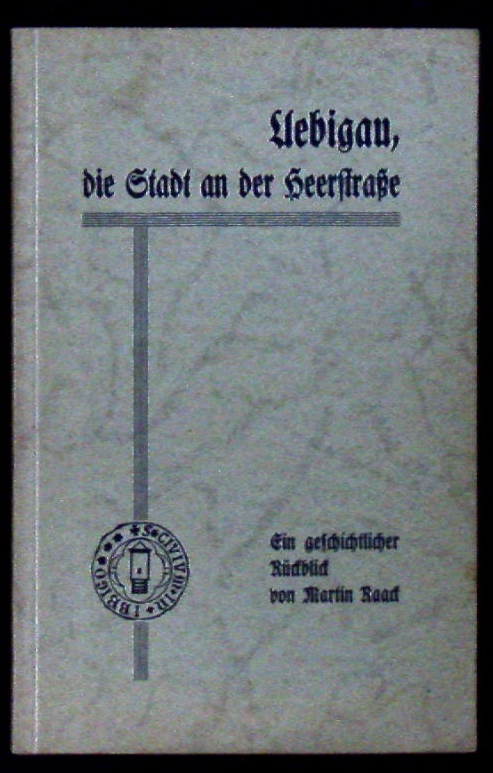 Uebigau,
die Stadt an der Heerstraße
Ein geschichtlicher
Rückblick
von Martin Raack